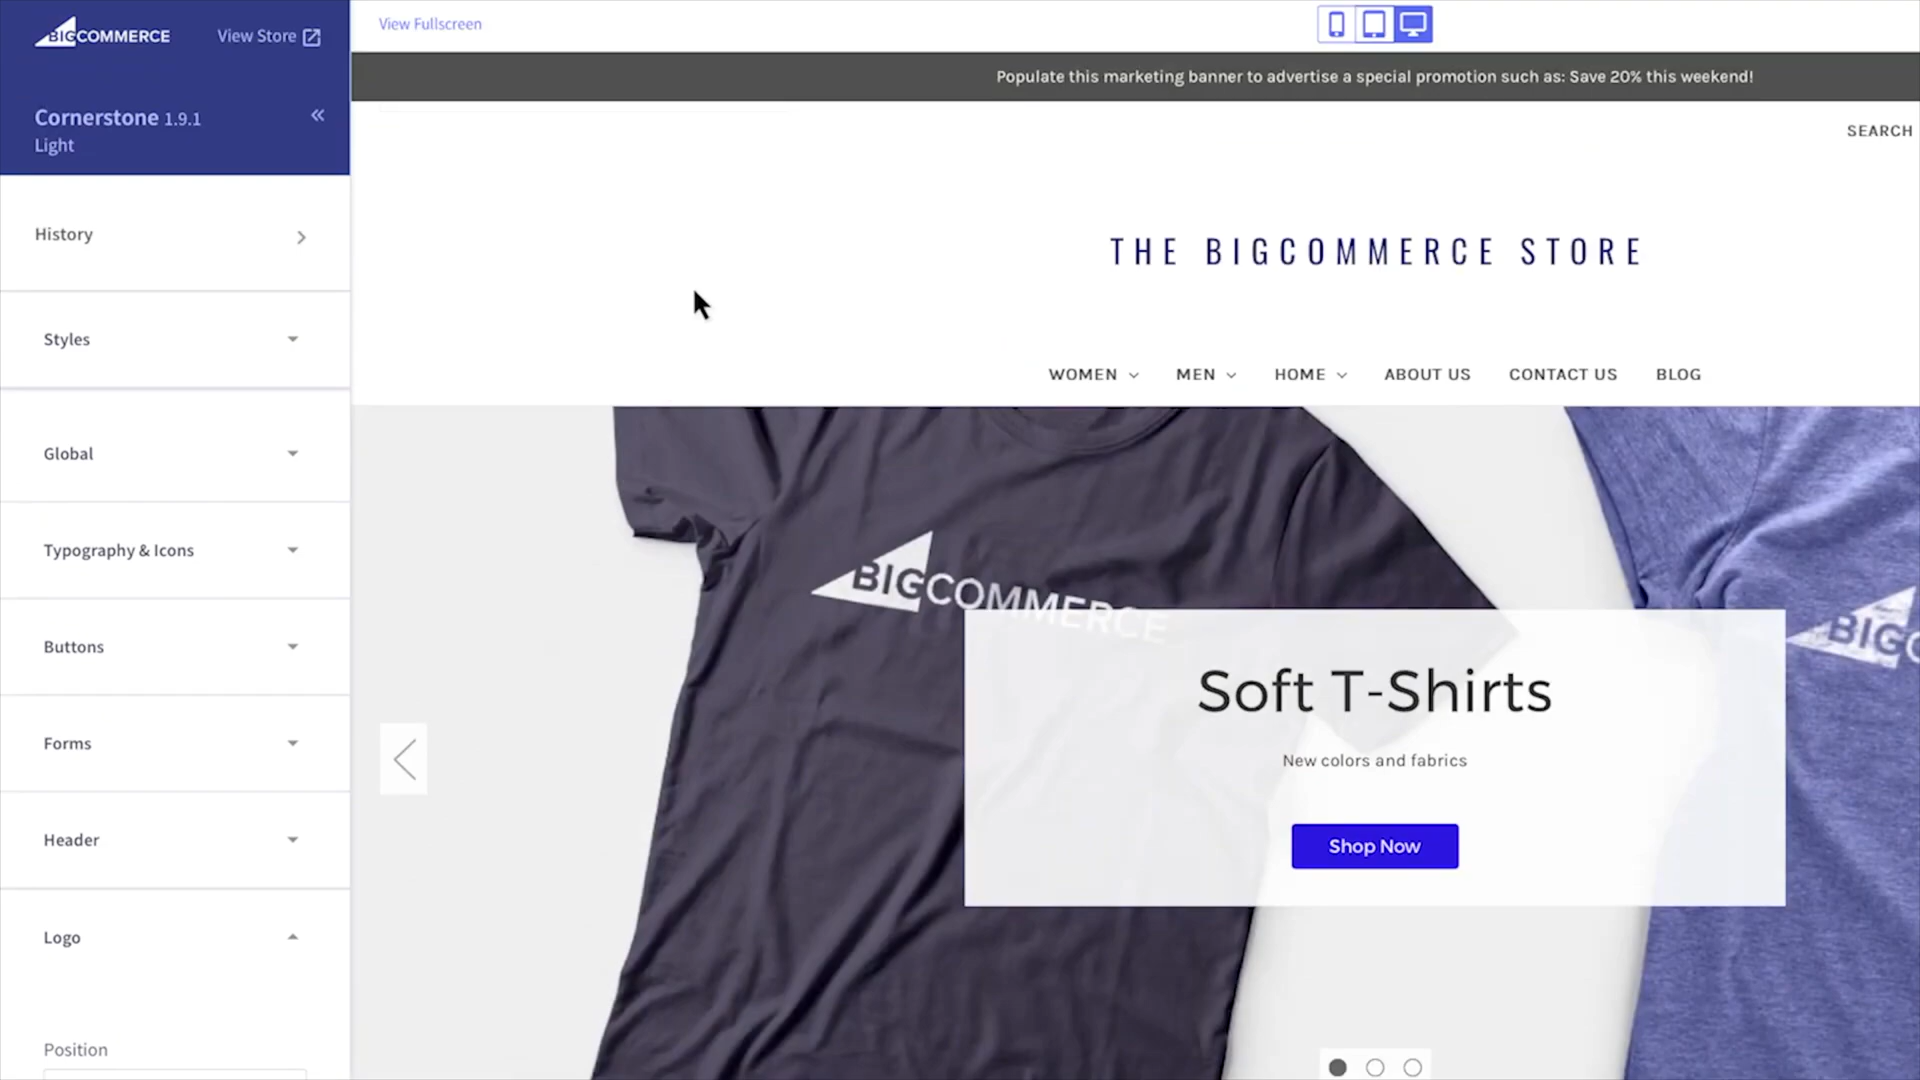 BIGCOMMERCE
View Store
Cornerstone 1.9.1
Light
History
Styles
Global
Typography & Icons
Buttons
Forms
Header
Logo
Position
View Fullscreen
Populate this marketing banner to advertise a special promotion such as: Save 20% this weekend!
SEARCH
THE BIGCOMMERCE STORE
WOMEN MEN HOME ABOUT US CONTACT US BLOG
BIGCOMMERCE
BIGC
Soft T-Shirts
New colors and fabrics
Shop Now